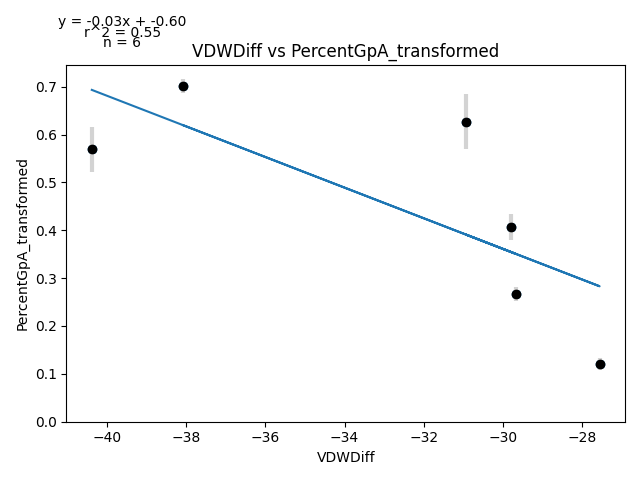 y = -0.03x + -0.60
r^2 = 0.55
n = 6
VDWDiff vs PercentGpA_transformed
PercentGpA_transformed
0.7
0.6
0.5
0.4
0.3
0.2
0.1
0.0
−40
−38
−36
−34
−32
−30
−28
VDWDiff